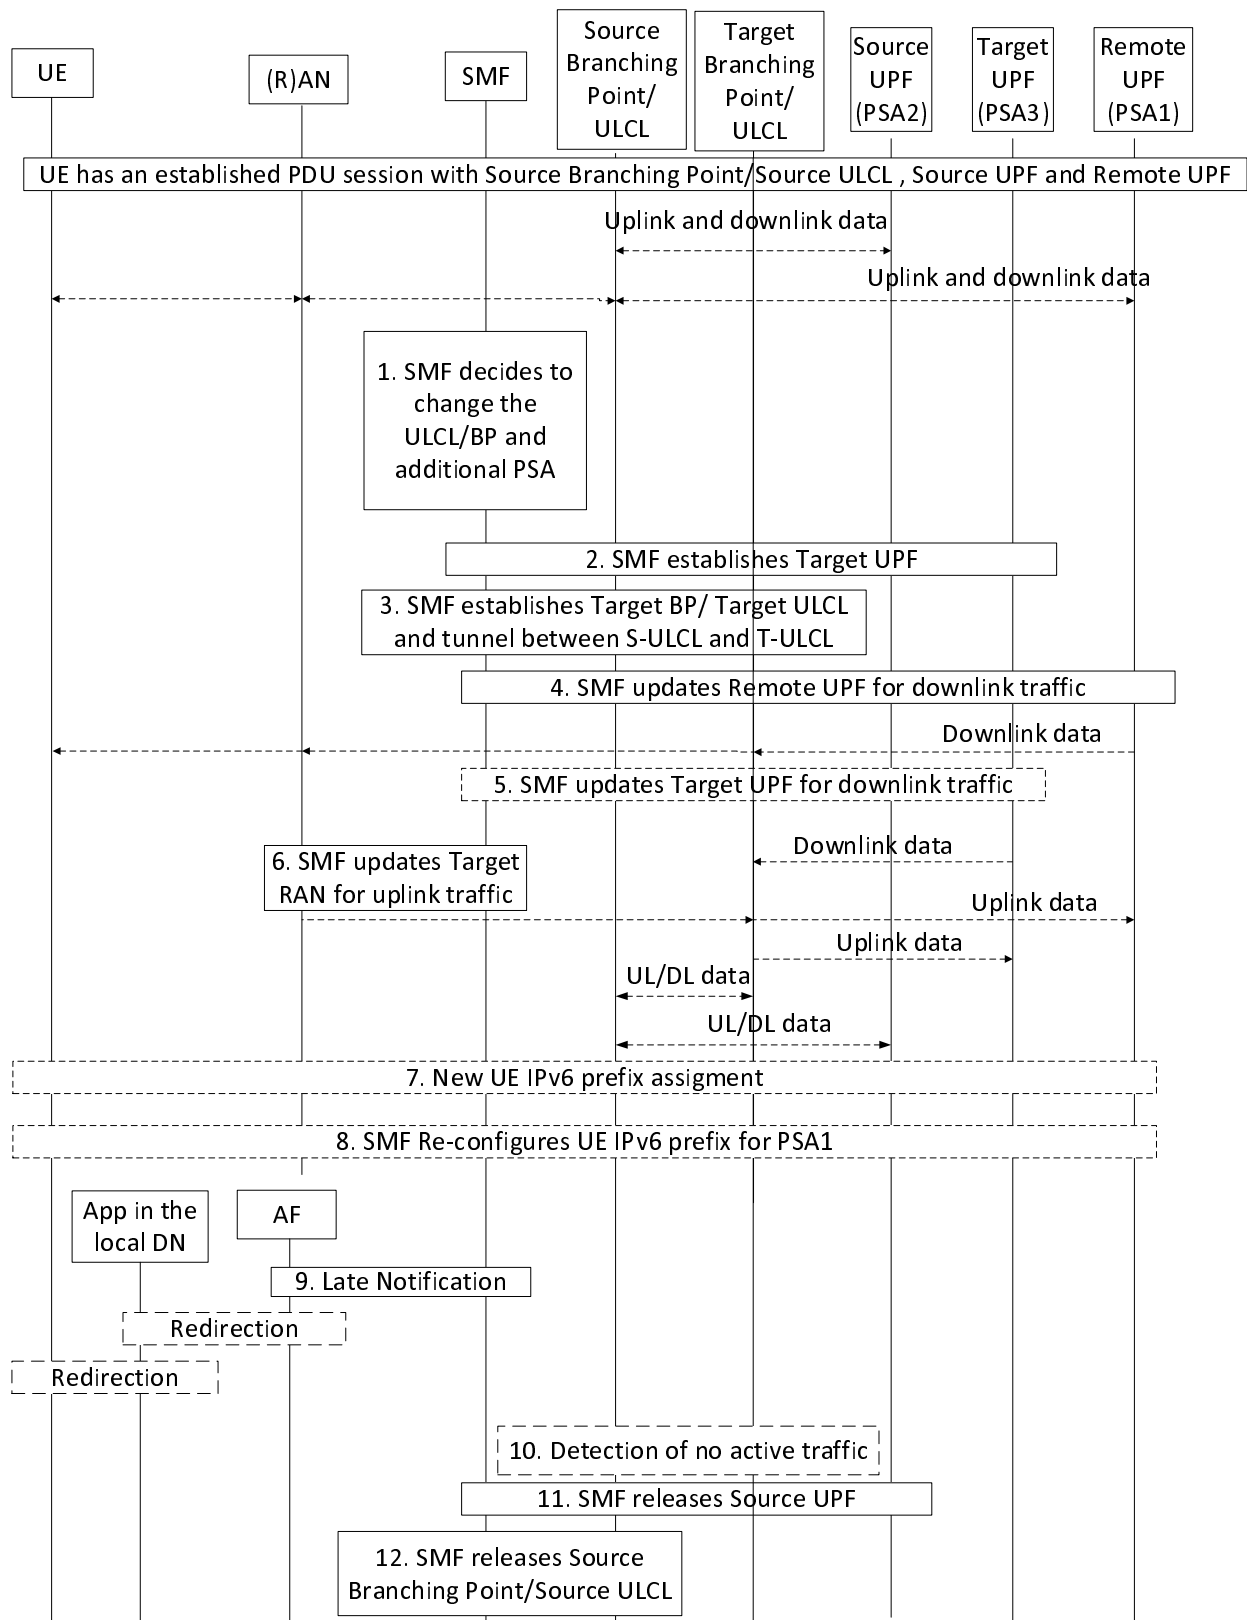 UE
(R)AN
SMF
Source
Branching
Point/
ULCL
Target
Branching
Point/
ULCL
Source
UPF
(PSA2)
Target
UPF
(PSA3)
Remote
UPF
(PSA1)
UE has an established PDU session with Source Branching Point/Source ULCL , Source UPF and Remote UPF
Uplink and downlink data
Uplink and downlink data
1. SMF decides to
change the
ULCL/BP and
additional PSA
2. SMF establishes Target UPF
3. SMF establishes Target BP/ Target ULCL
and tunnel between S-ULCL and T-ULCL
4. SMF updates Remote UPF for downlink traffic
Downlink data
5. SMF updates Target UPF for downlink traffic
Downlink data
6. SMF updates Target
RAN for uplink traffic
Uplink data
Uplink data
UL/DL data
UL/DL data
7. New UE IPv6 prefix assigment
8. SMF Re-configures UE IPv6 prefix for PSA1
App in the
local DN
AF
9. Late Notification
Redirection
Redirection
10. Detection of no active traffic
11. SMF releases Source UPF
12. SMF releases Source
Branching Point/Source ULCL